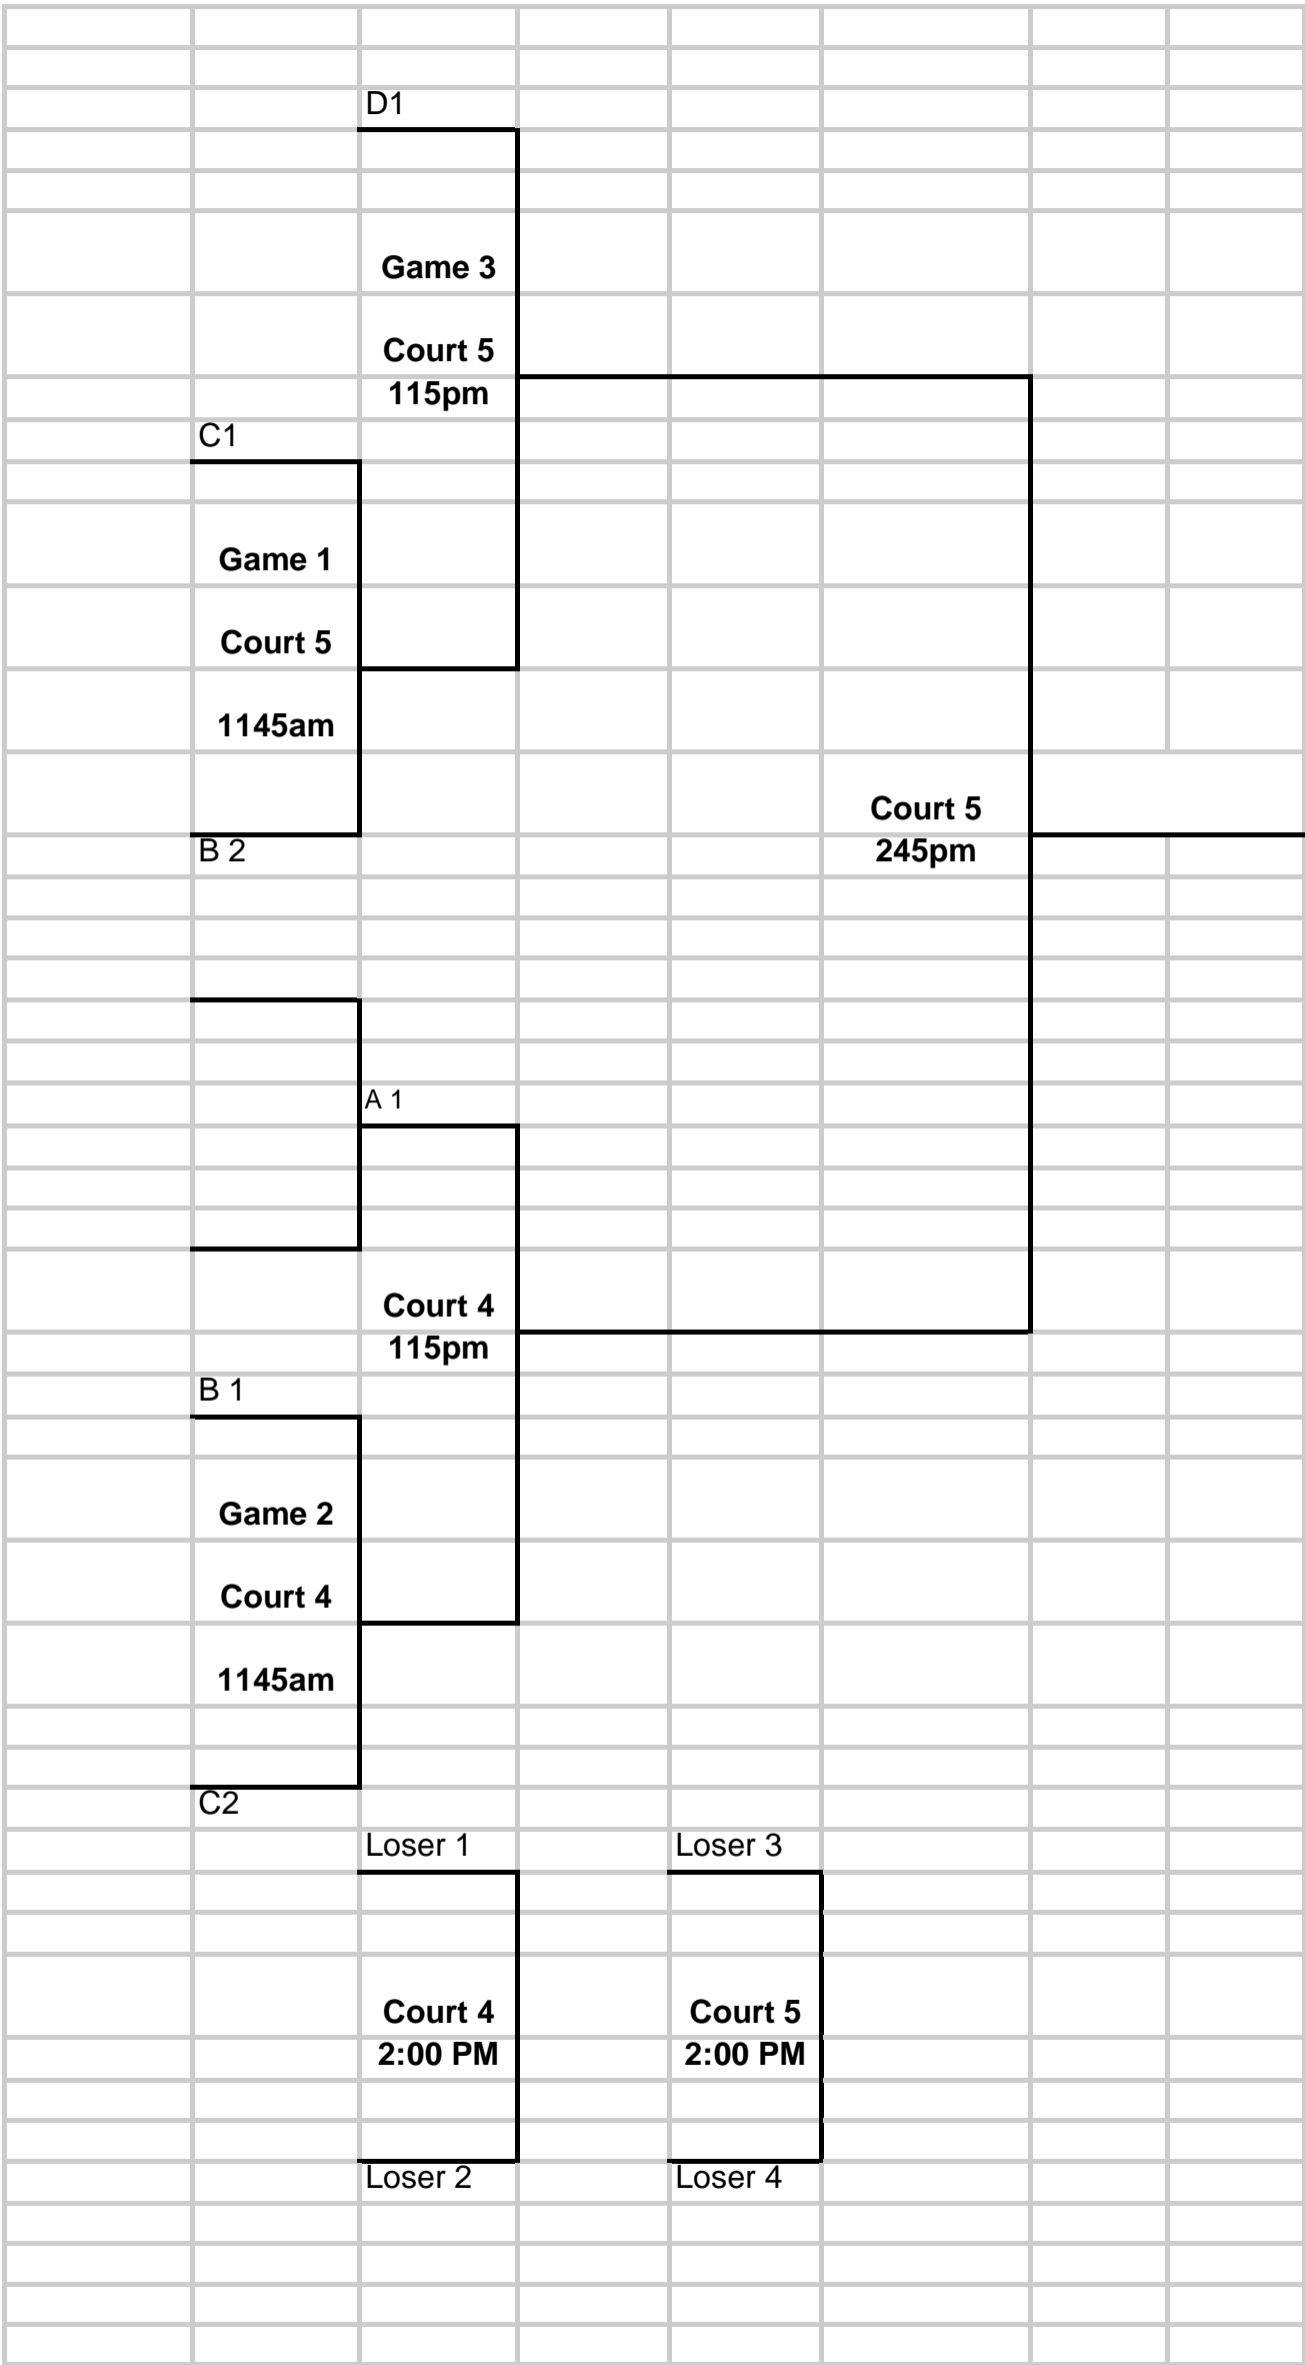 D1
Game 3
Court 5
115pm
C1
Game 1
Court 5
1145am
B 2
Court 5
245pm
A 1
Court 4
115pm
B 1
Game 2
Court 4
1145am
C2
Loser 1
Loser 3
Court 4
Court 5
2:00 PM
2:00 PM
Loser 2
Loser 4